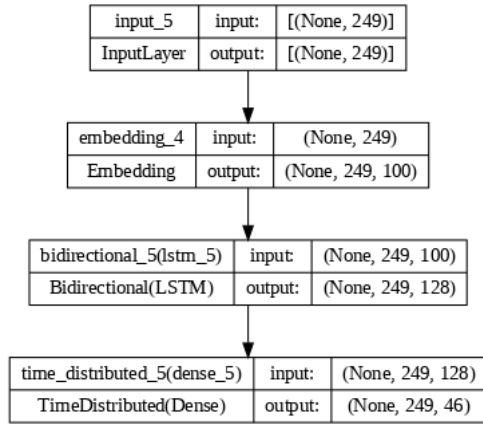 input_5 input: [(None, 249)]
InputLayer output: [(None, 249)]
embedding_4 input: (None, 249)
Embedding output: (None, 249, 100)
bidirectional_5(lstm_5) input: (None, 249, 100)
Bidirectional(LSTM) output: (None, 249, 128)
time_distributed_5(dense_5) input: (None, 249, 128)
TimeDistributed(Dense) output: (None, 249, 46)